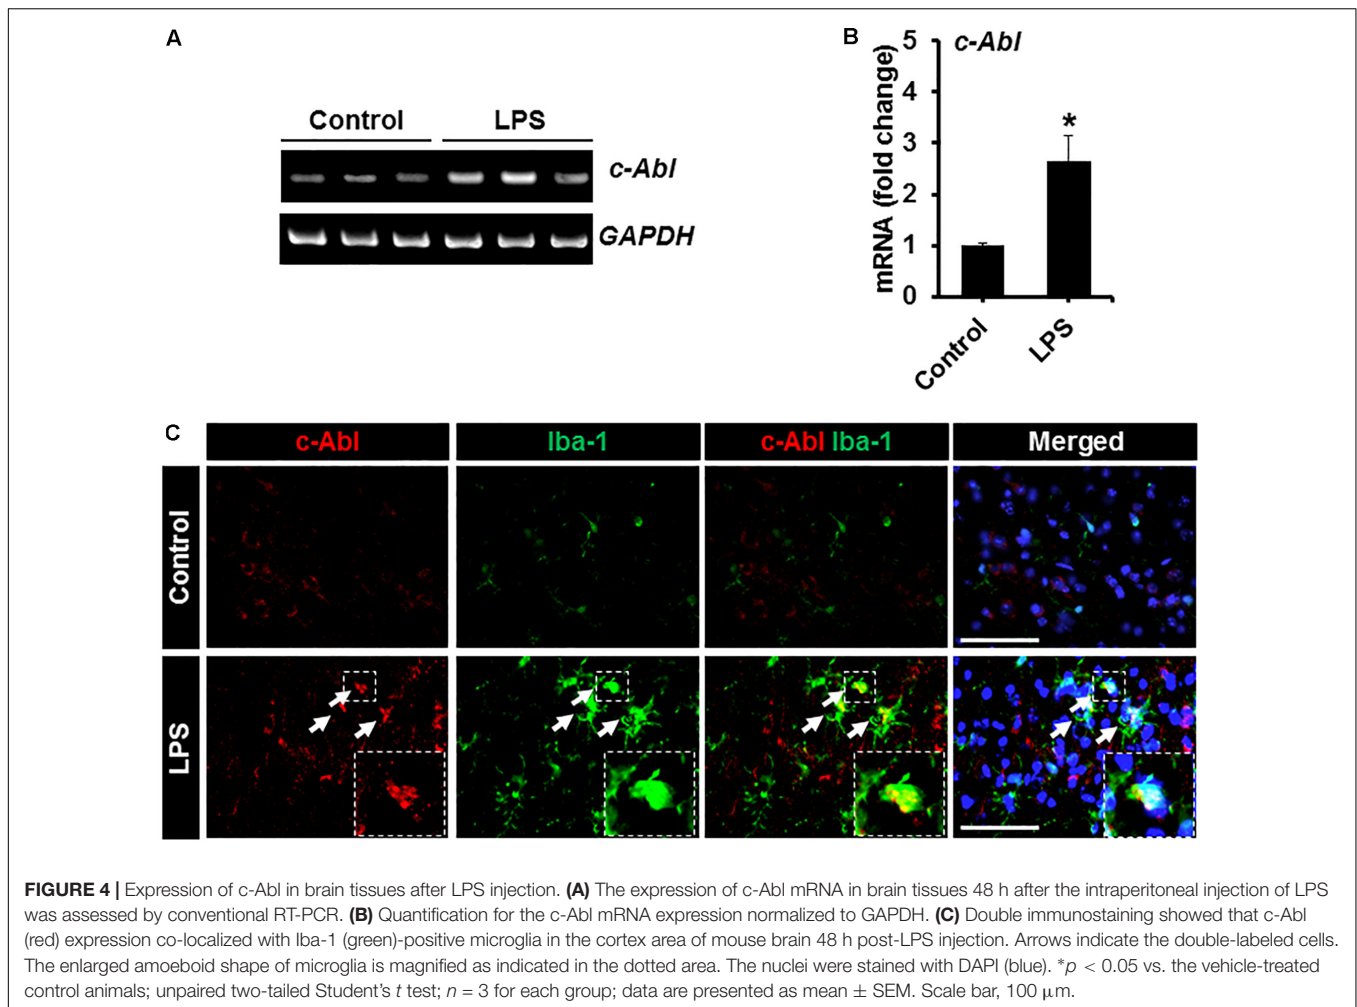 A
Control LPS
c-Abl
GAPDH
B
c-Abl
mRNA (fold change)
5
4
3
2
1
0
*
Control
LPS
C
c-Abl
Iba-1
c-Abl Iba-1
Merged
Control
LPS
FIGURE 4 | Expression of c-Abl in brain tissues after LPS injection. (A) The expression of c-Abl mRNA in brain tissues 48 h after the intraperitoneal injection of LPS
was assessed by conventional RT-PCR. (B) Quantification for the c-Abl mRNA expression normalized to GAPDH. (C) Double immunostaining showed that c-Abl
(red) expression co-localized with Iba-1 (green)-positive microglia in the cortex area of mouse brain 48 h post-LPS injection. Arrows indicate the double-labeled cells.
The enlarged amoeboid shape of microglia is magnified as indicated in the dotted area. The nuclei were stained with DAPI (blue). *p < 0.05 vs. the vehicle-treated
control animals; unpaired two-tailed Student's t test; n = 3 for each group; data are presented as mean ± SEM. Scale bar, 100 μm.